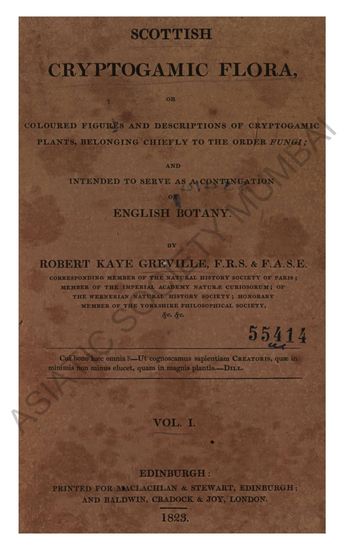 SCOTTISH
CRYPTOGAMIC FLORA,
OR
COLOURED FIGURES AND DESCRIPTIONS OF CRYPTOGAMIC
PLANTS, BELONGING CHIEFLY TO THE ORDER FUNGI;
AND
INTENDED TO SERVE AS A CONTINUATION
OF
ENGLISH BOTANY.
BY
ROBERT KAYE GREVILLE, F.R.S. & F.A.S.E.
CORRESPONDING MEMBER OF THE NATURAL HISTORY SOCIETY OF PARIS;
MEMBER OF THE IMPERIAL ACADEMY NATURÆ CURIOSORUM; OF
THE WERNERIAN NATURAL HISTORY SOCIETY; HONORARY
MEMBER OF THE YORKSHIRE PHILOSOPHICAL SOCIETY,
&c. &c.
55414
Cui bono hæc omnia?—Ut cognoscamus sapientiam CREATORIS, quæ in
minimis non minus elucet, quam in magnis plantis.—DILL.
VOL. I.
EDINBURGH:
PRINTED FOR MACLACHLAN & STEWART, EDINBURGH;
AND BALDWIN, CRADOCK & JOY, LONDON.
1823.
ASIATIC SOCIETY MUMBAI